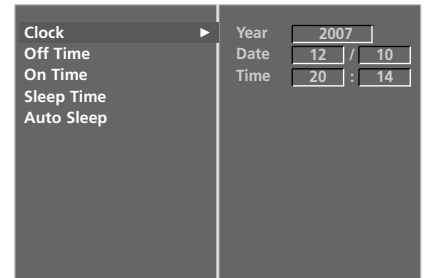 Clock ►
Off Time
On Time
Sleep Time
Auto Sleep
Year 2007
Date 12 / 10
Time 20 : 14